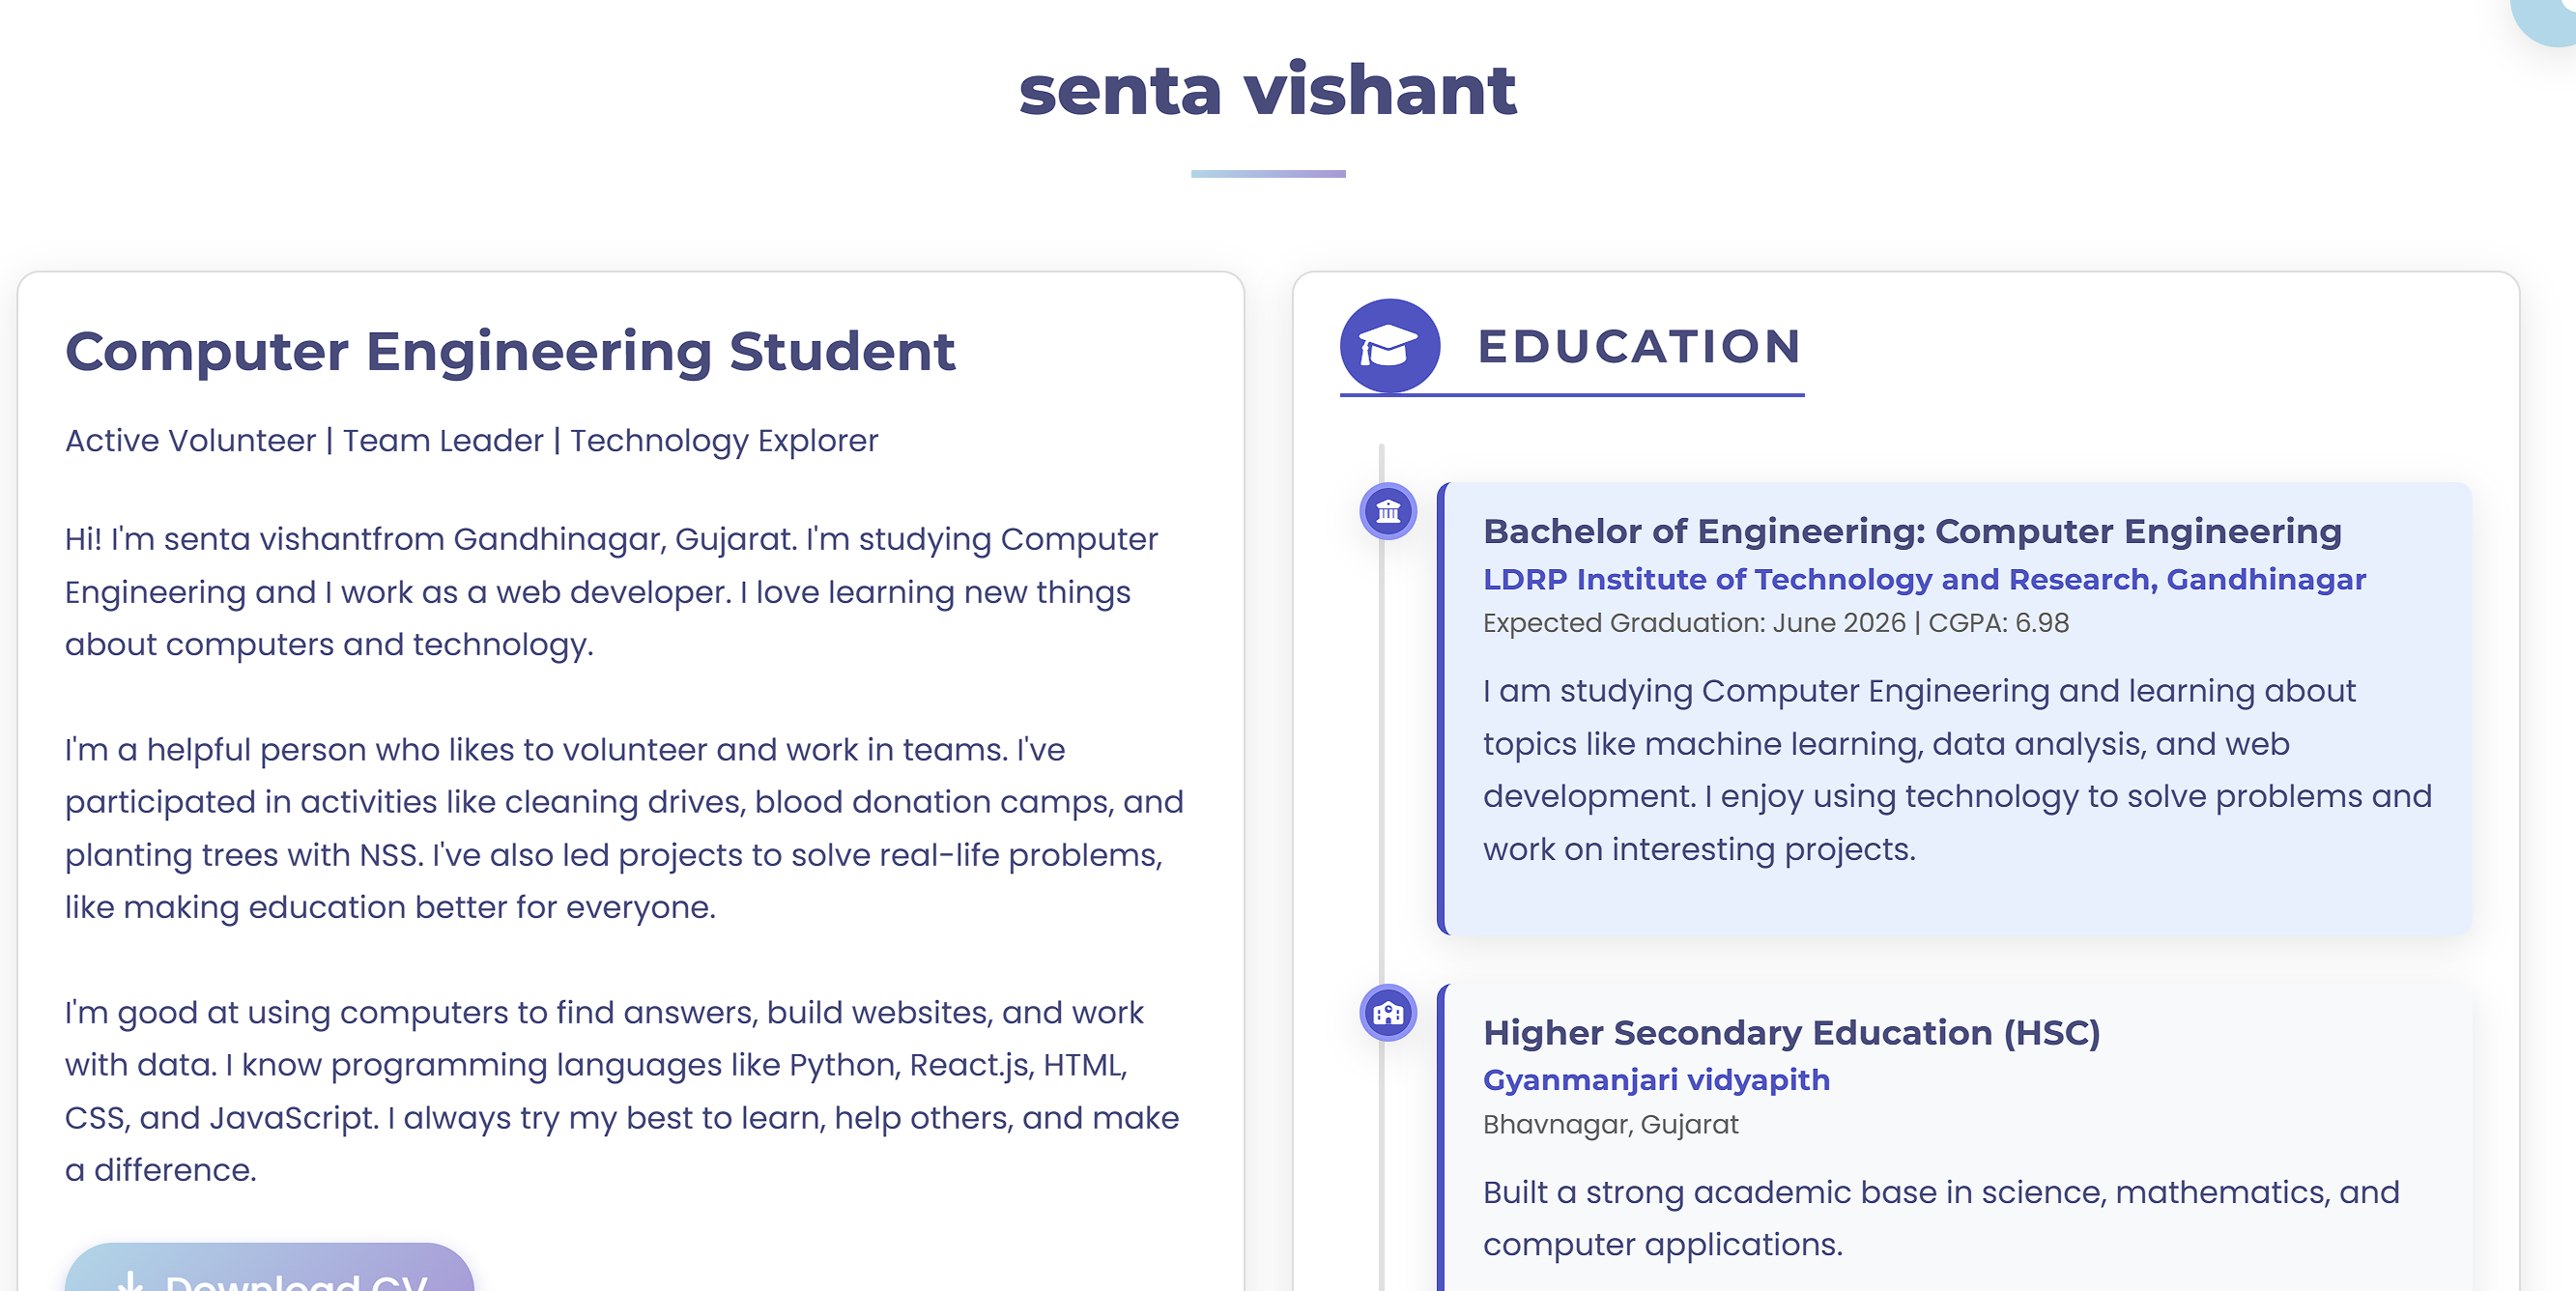 senta vishant
Computer Engineering Student
Active Volunteer | Team Leader | Technology Explorer
Hi! I'm senta vishantfrom Gandhinagar, Gujarat. I'm studying Computer
Engineering and I work as a web developer. I love learning new things
about computers and technology.
I'm a helpful person who likes to volunteer and work in teams. I've
participated in activities like cleaning drives, blood donation camps, and
planting trees with NSS. I've also led projects to solve real-life problems,
like making education better for everyone.
I'm good at using computers to find answers, build websites, and work
with data. I know programming languages like Python, React.js, HTML,
CSS, and JavaScript. I always try my best to learn, help others, and make
a difference.
Download CV
EDUCATION
Bachelor of Engineering: Computer Engineering
LDRP Institute of Technology and Research, Gandhinagar
Expected Graduation: June 2026 | CGPA: 6.98
I am studying Computer Engineering and learning about
topics like machine learning, data analysis, and web
development. I enjoy using technology to solve problems and
work on interesting projects.
Higher Secondary Education (HSC)
Gyanmanjari vidyapith
Bhavnagar, Gujarat
Built a strong academic base in science, mathematics, and
computer applications.